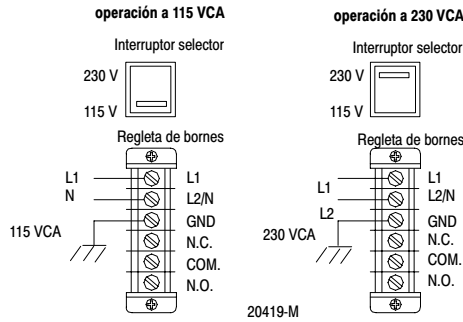 operación a 115 VCA
Interruptor selector
230 V
115 V
Regleta de bornes
L1
N
115 VCA
L1
L2/N
GND
N.C.
COM.
N.O.
operación a 230 VCA
Interruptor selector
230 V
115 V
Regleta de bornes
L1
L2
230 VCA
L1
L2/N
GND
N.C.
COM.
N.O.
20419-M